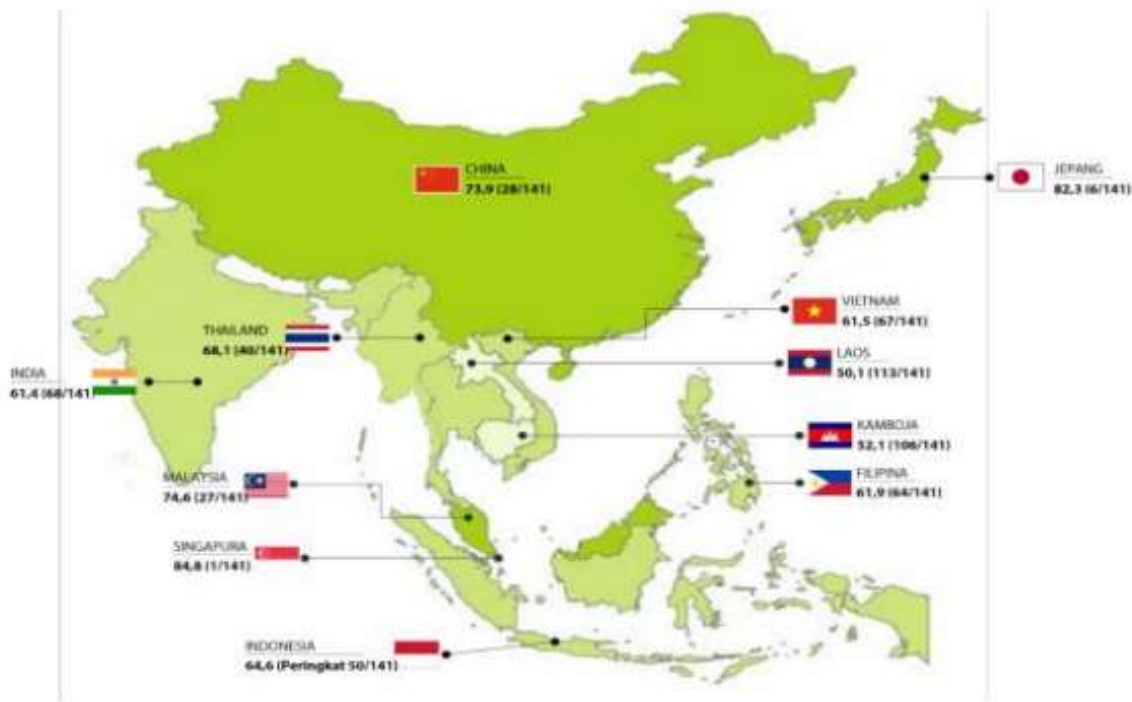 CHINA
73,9 (28/141)
JEPANG
82,3 (6/141)
VIETNAM
61,5 (67/141)
THAILAND
68,1 (40/141)
LAOS
50,1 (113/141)
INDIA
61,4 (68/141)
KAMBOJA
52,1 (106/141)
FILIPINA
61,9 (64/141)
MALAYSIA
74,6 (27/141)
SINGAPURA
84,8 (1/141)
INDONESIA
64,6 (Peringkat 50/141)